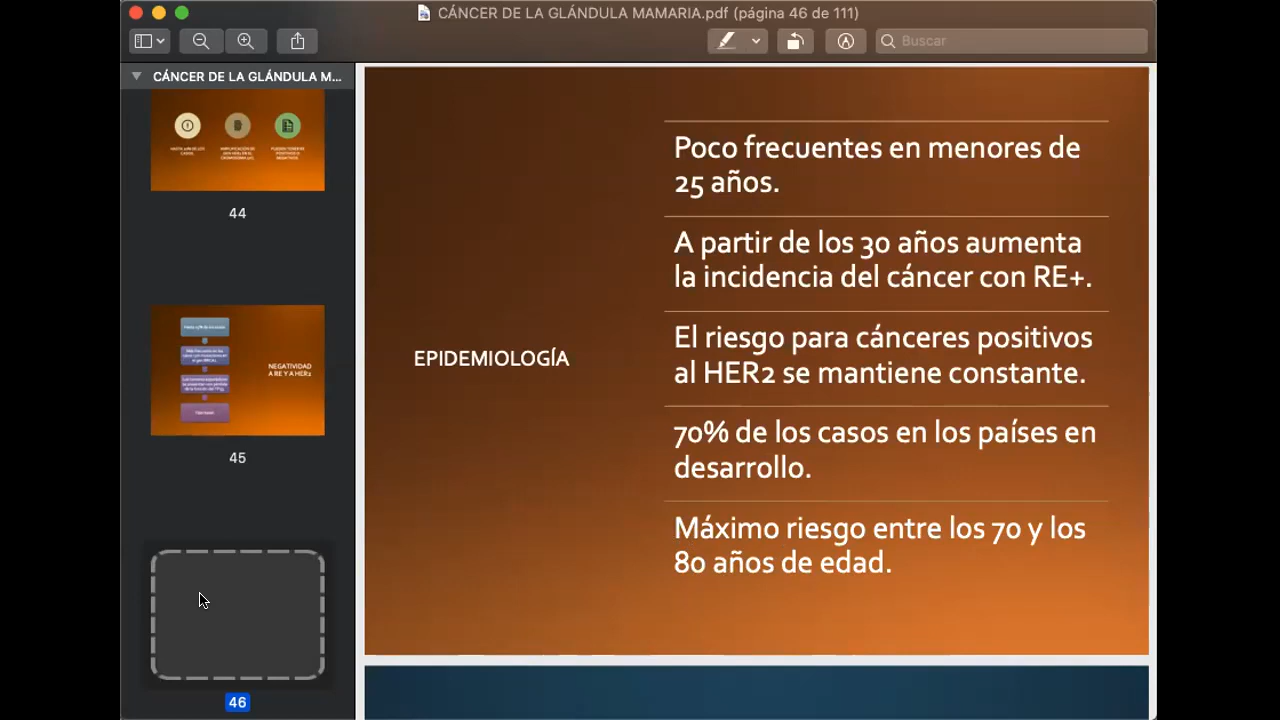 CÁNCER DE LA GLÁNDULA MAMARIA.pdf (página 46 de 111)
Buscar
CÁNCER DE LA GLÁNDULA M...
44
NEGATIVIDAD
A RE Y A HER2
45
46
EPIDEMIOLOGÍA
Poco frecuentes en menores de
25 años.
A partir de los 30 años aumenta
la incidencia del cáncer con RE+.
El riesgo para cánceres positivos
al HER2 se mantiene constante.
70% de los casos en los países en
desarrollo.
Máximo riesgo entre los 70 y los
80 años de edad.